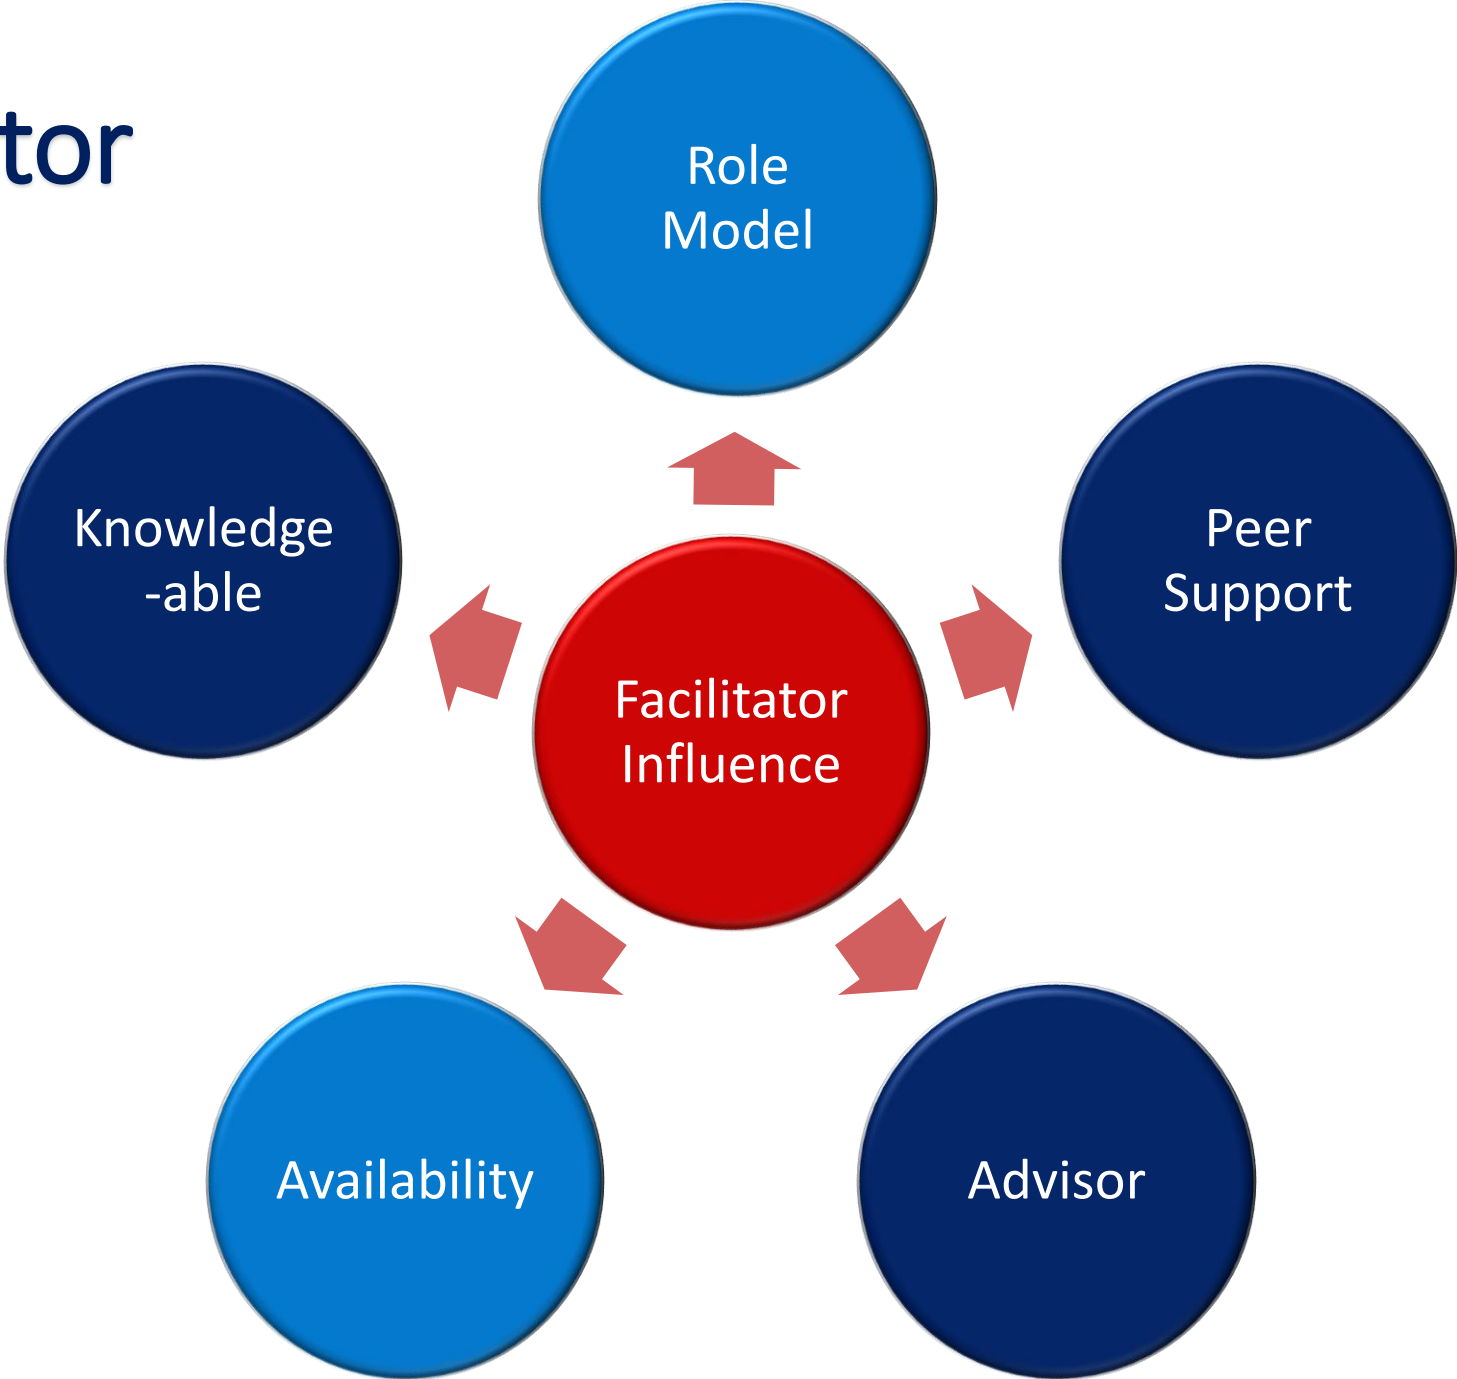 tor
Role
Model
Knowledge
-able
Peer
Support
Facilitator
Influence
Availability
Advisor